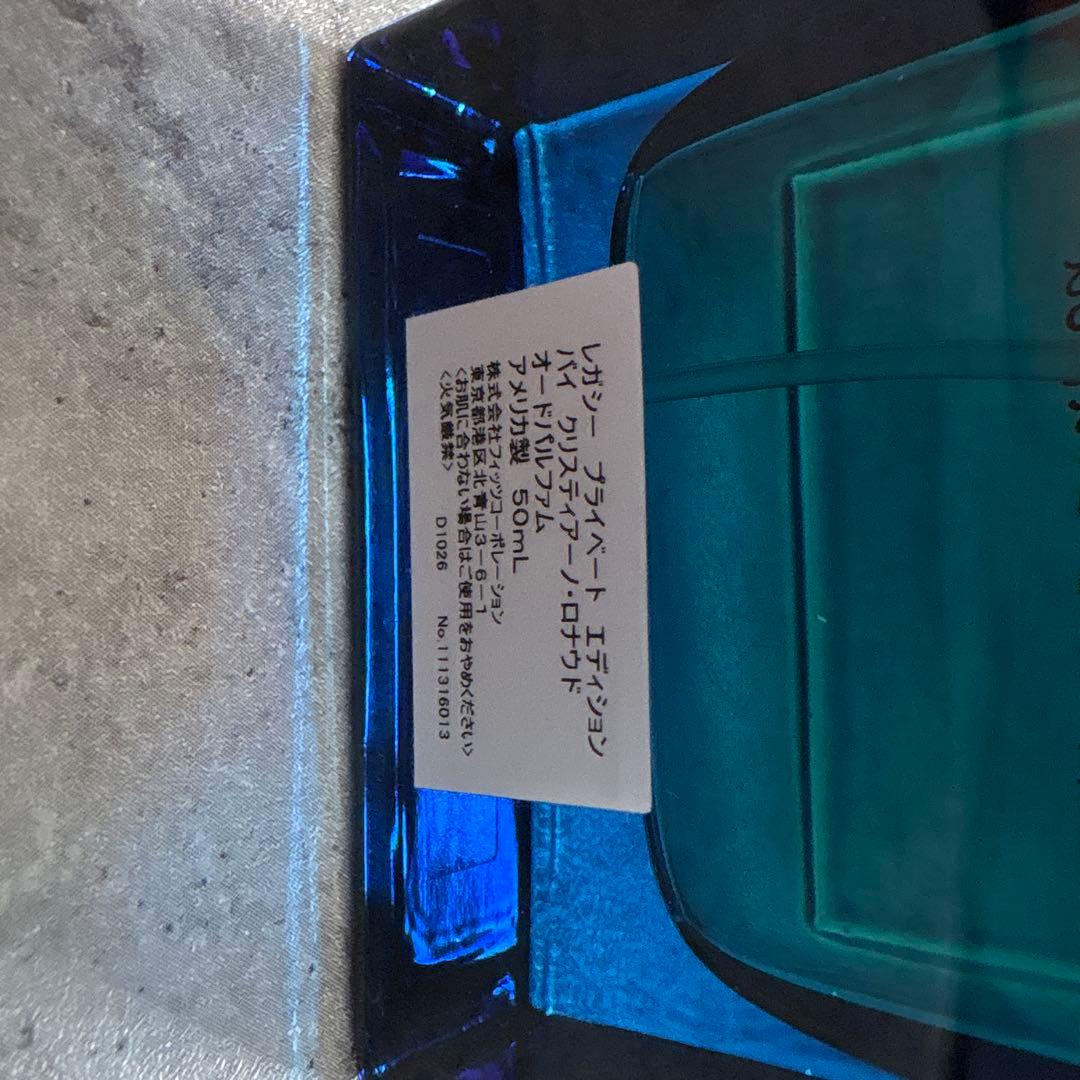 レガシー プライベート エディション
バイ クリスティアーノ・ロナウド
オードパルファム
アメリカ製 50mL
株式会社フィッツコーポレーション
東京都港区北青山3-6-1
<お肌に合わない場合はご使用をおやめください>
<火気厳禁> D1026 No.111316013